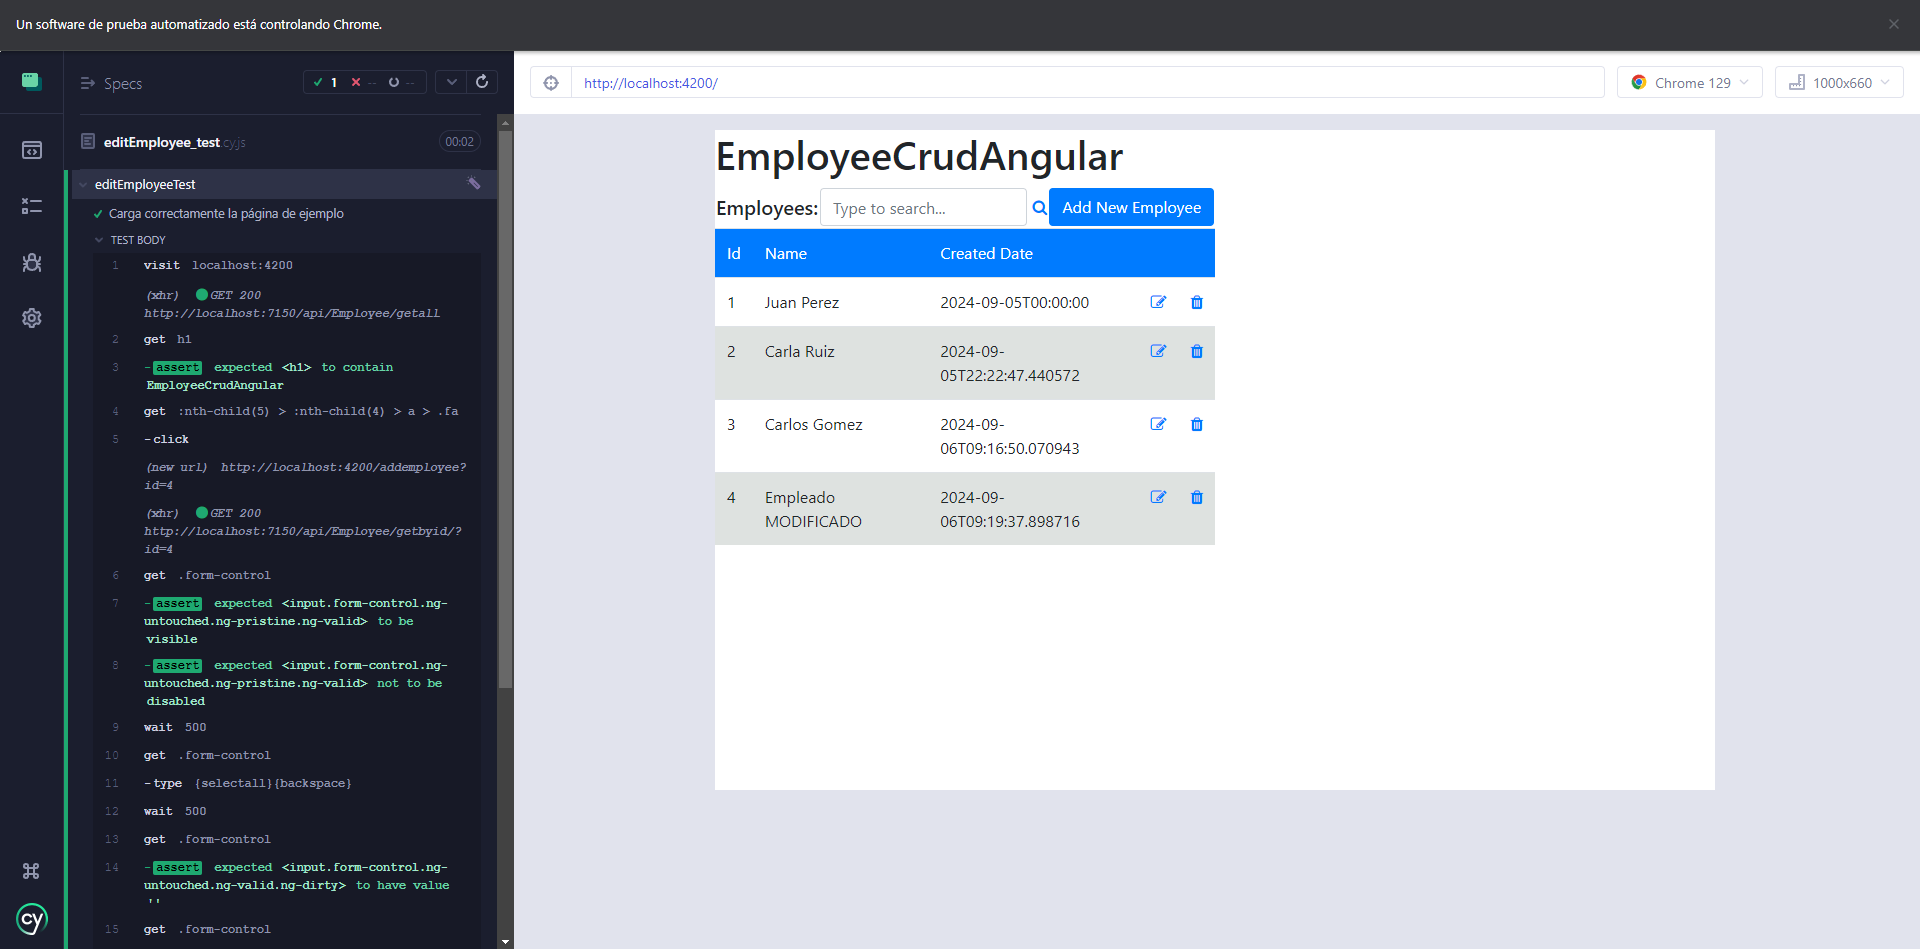 Un software de prueba automatizado está controlando Chrome.
Specs
1 -- --
http://localhost:4200/
Chrome 129
1000x660
editEmployee_test.cy.js
00:02
editEmployeeTest
Carga correctamente la página de ejemplo
TEST BODY
1 visit localhost:4200
(xhr) GET 200
http://localhost:7150/api/Employee/getall
2 get h1
3 -assert expected <h1> to contain
EmployeeCrudAngular
4 get :nth-child(5) > :nth-child(4) > a > .fa
5 -click
(new url) http://localhost:4200/addemployee?
id=4
(xhr) GET 200
http://localhost:7150/api/Employee/getbyid/?
id=4
6 get .form-control
7 -assert expected <input.form-control.ng-
untouched.ng-pristine.ng-valid> to be
visible
8 -assert expected <input.form-control.ng-
untouched.ng-pristine.ng-valid> not to be
disabled
9 wait 500
10 get .form-control
11 -type {selectall}{backspace}
12 wait 500
13 get .form-control
14 -assert expected <input.form-control.ng-
untouched.ng-valid.ng-dirty> to have value
''
15 get .form-control
cy
EmployeeCrudAngular
Employees: Type to search... Add New Employee
Id Name Created Date
1 Juan Perez 2024-09-05T00:00:00
2 Carla Ruiz 2024-09-
05T22:22:47.440572
3 Carlos Gomez 2024-09-
06T09:16:50.070943
4 Empleado 2024-09-
MODIFICADO 06T09:19:37.898716